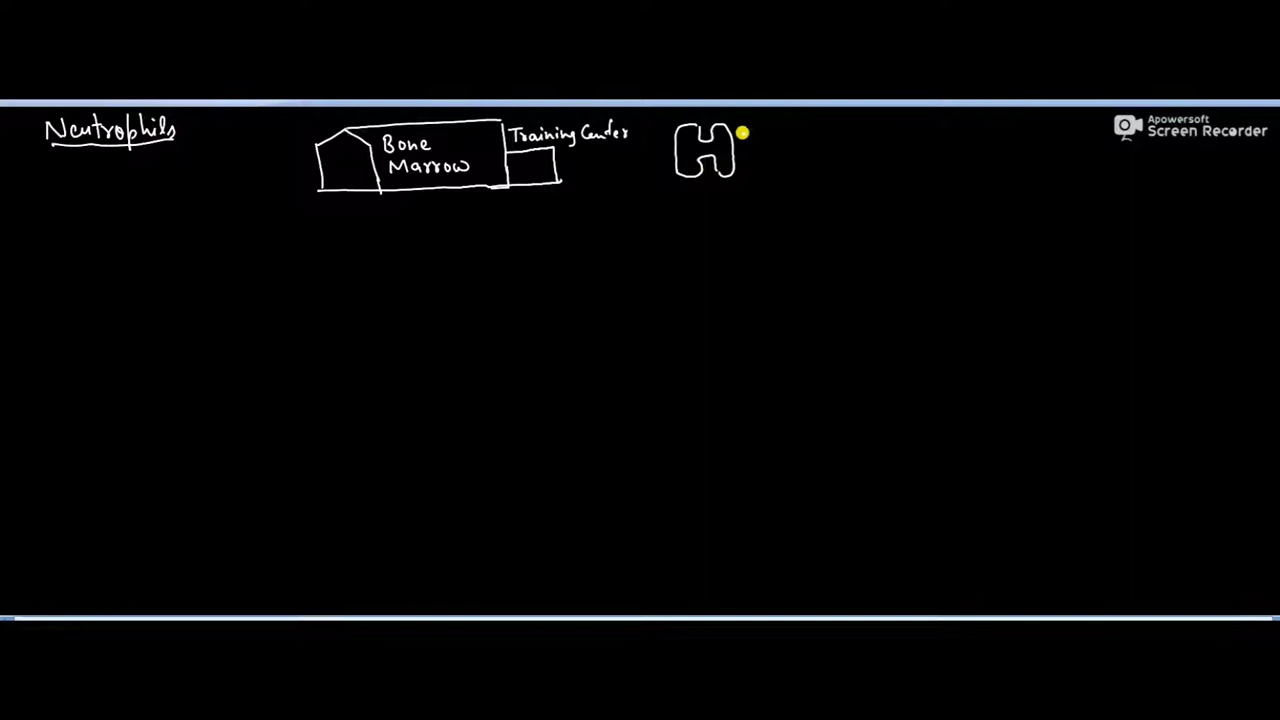 Neutrophils
Bone
Marrow
Training Center
Apowersoft
Screen Recorder